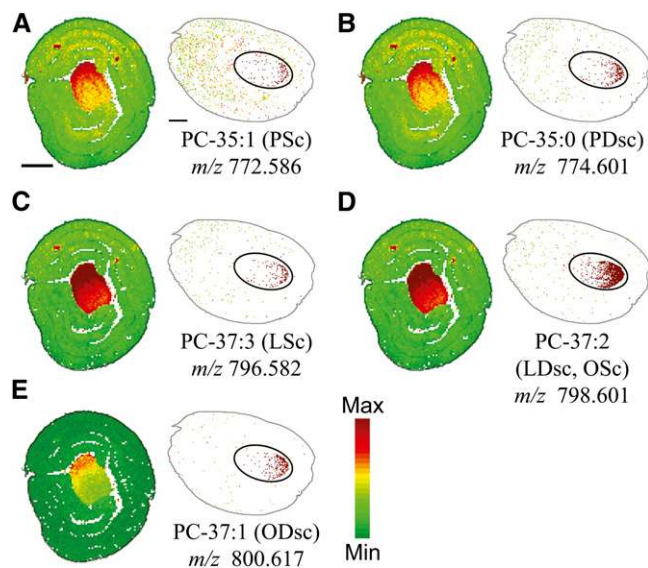 A
B
PC-35:1 (PSc)
m/z 772.586
PC-35:0 (PDsc)
m/z 774.601
C
D
PC-37:3 (LSc)
m/z 796.582
PC-37:2
(LDsc, OSc)
m/z 798.601
E
PC-37:1 (ODsc)
m/z 800.617
Max
Min